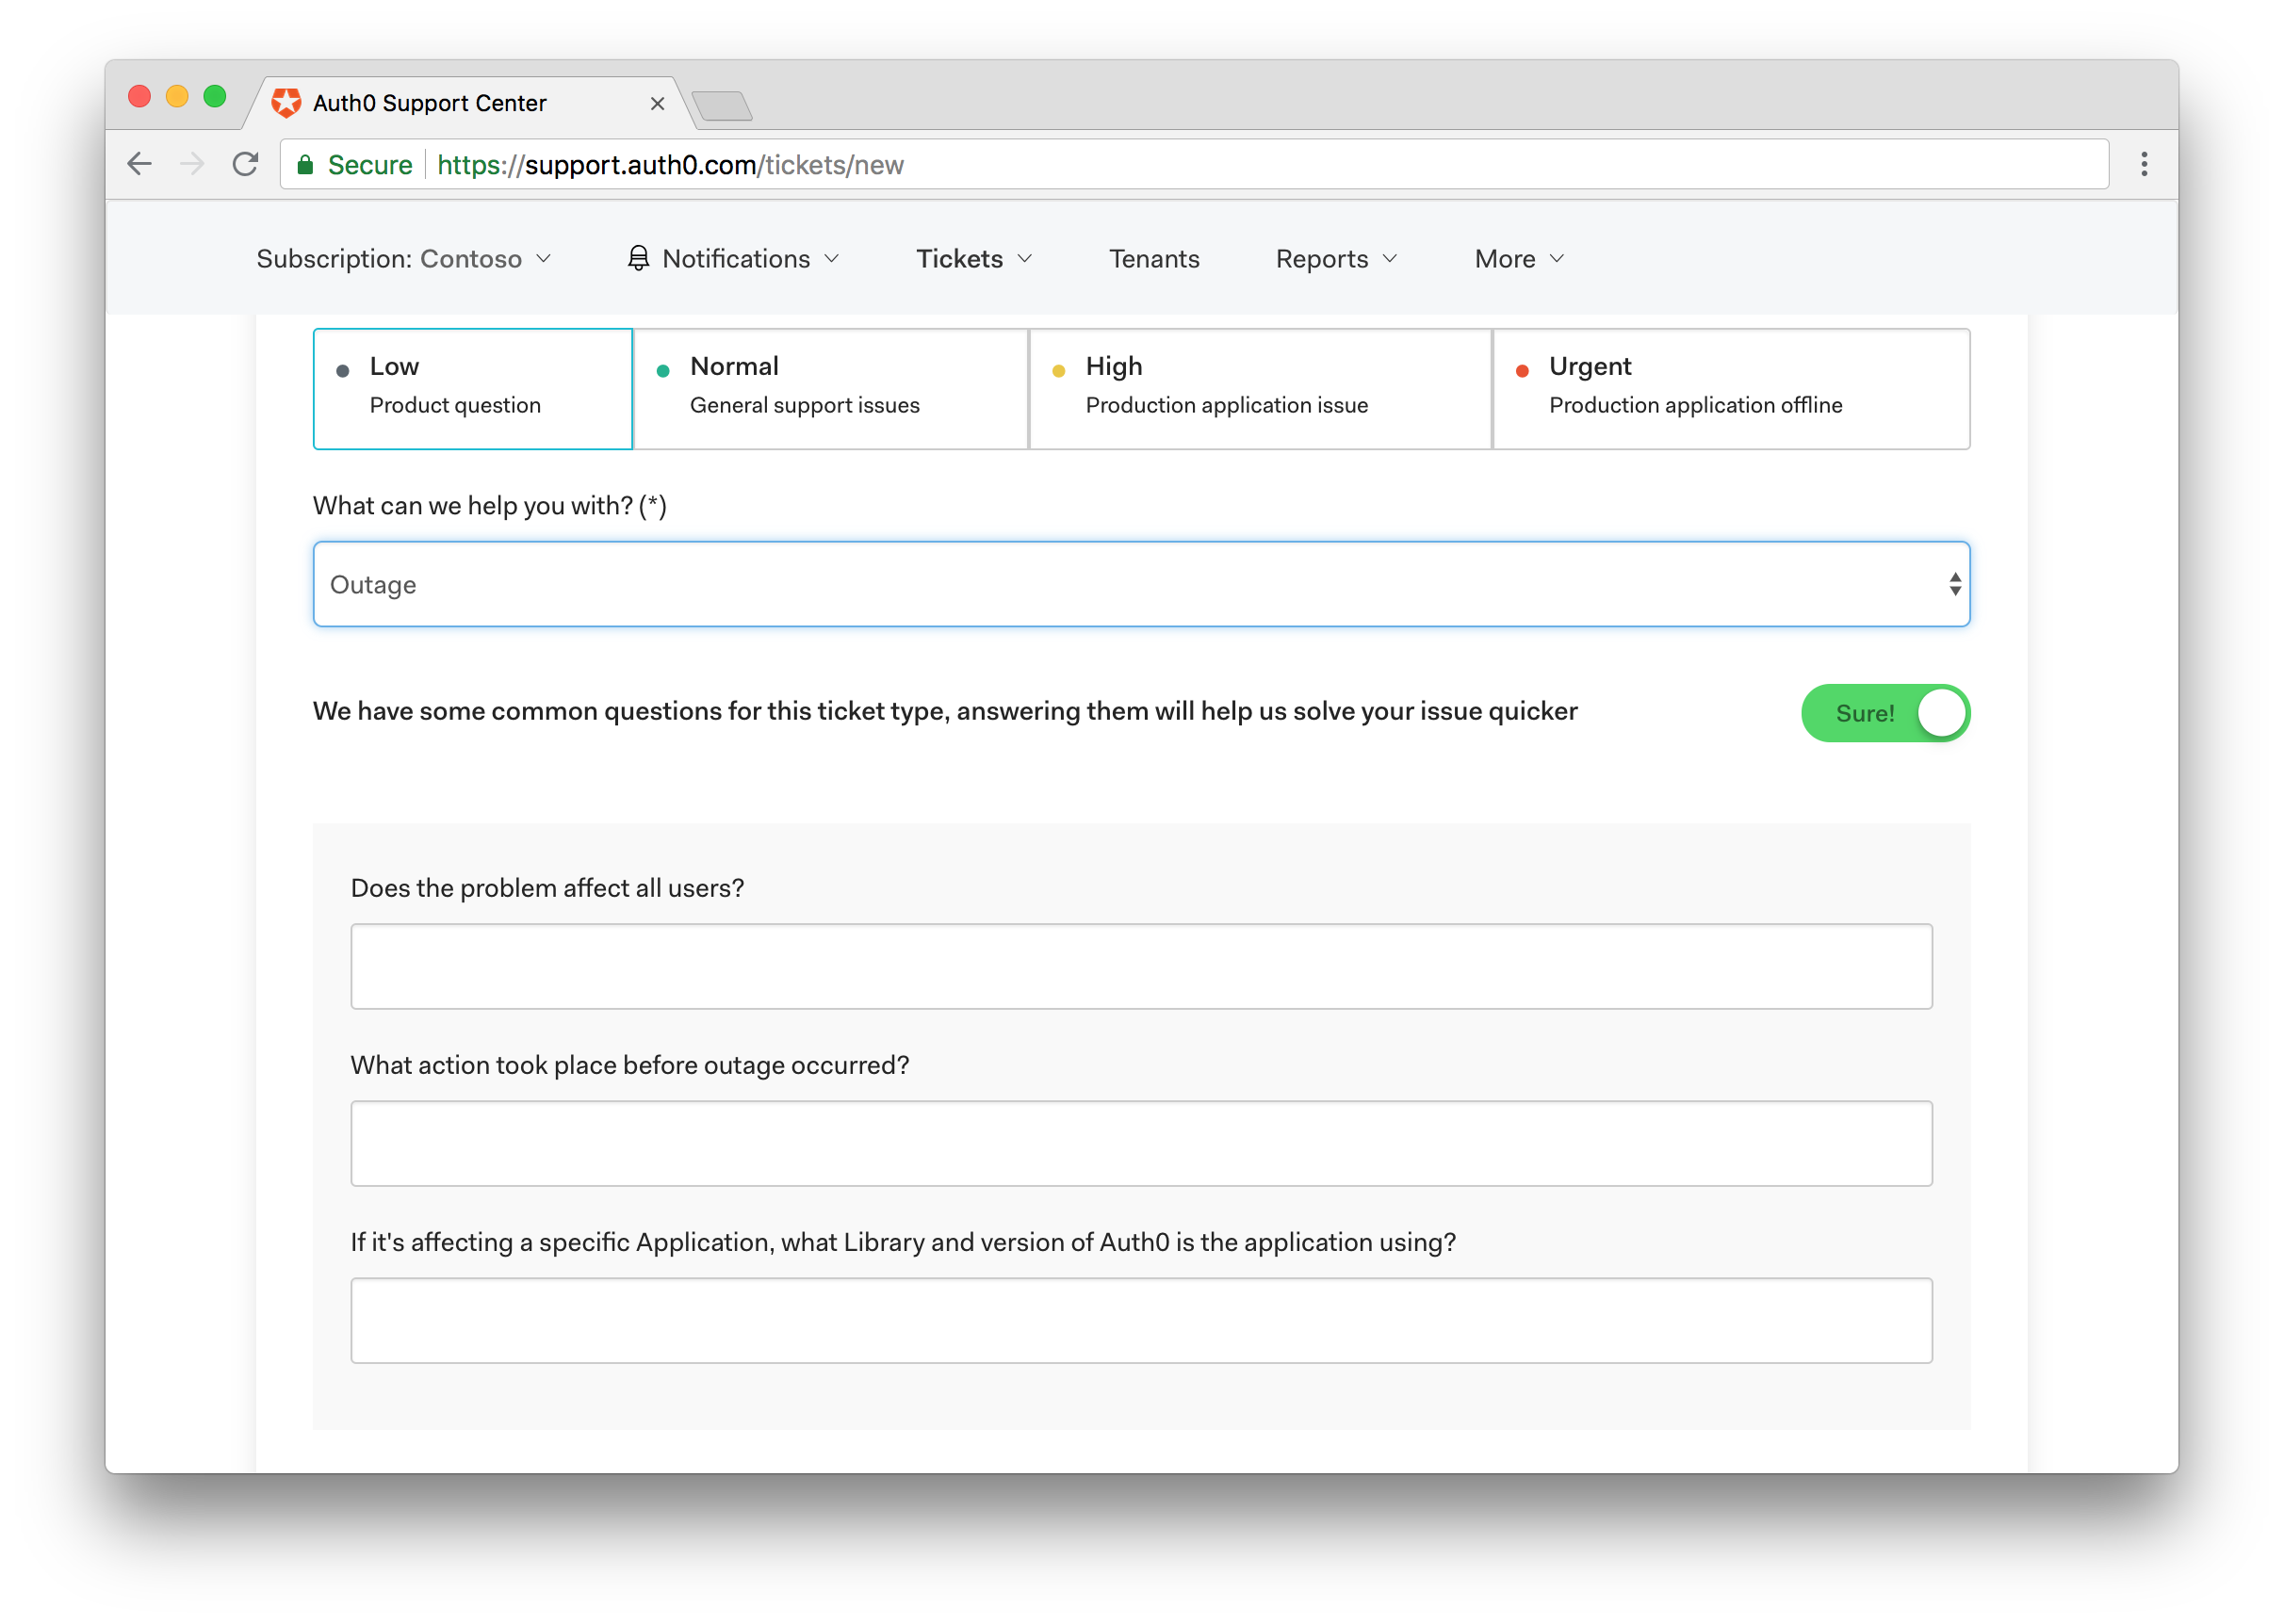 Auth0 Support Center
Secure https://support.auth0.com/tickets/new
Subscription: Contoso Notifications Tickets Tenants Reports More
Low Normal High Urgent
Product question General support issues Production application issue Production application offline
What can we help you with? (*)
Outage
We have some common questions for this ticket type, answering them will help us solve your issue quicker Sure!
Does the problem affect all users?
What action took place before outage occurred?
If it's affecting a specific Application, what Library and version of Auth0 is the application using?